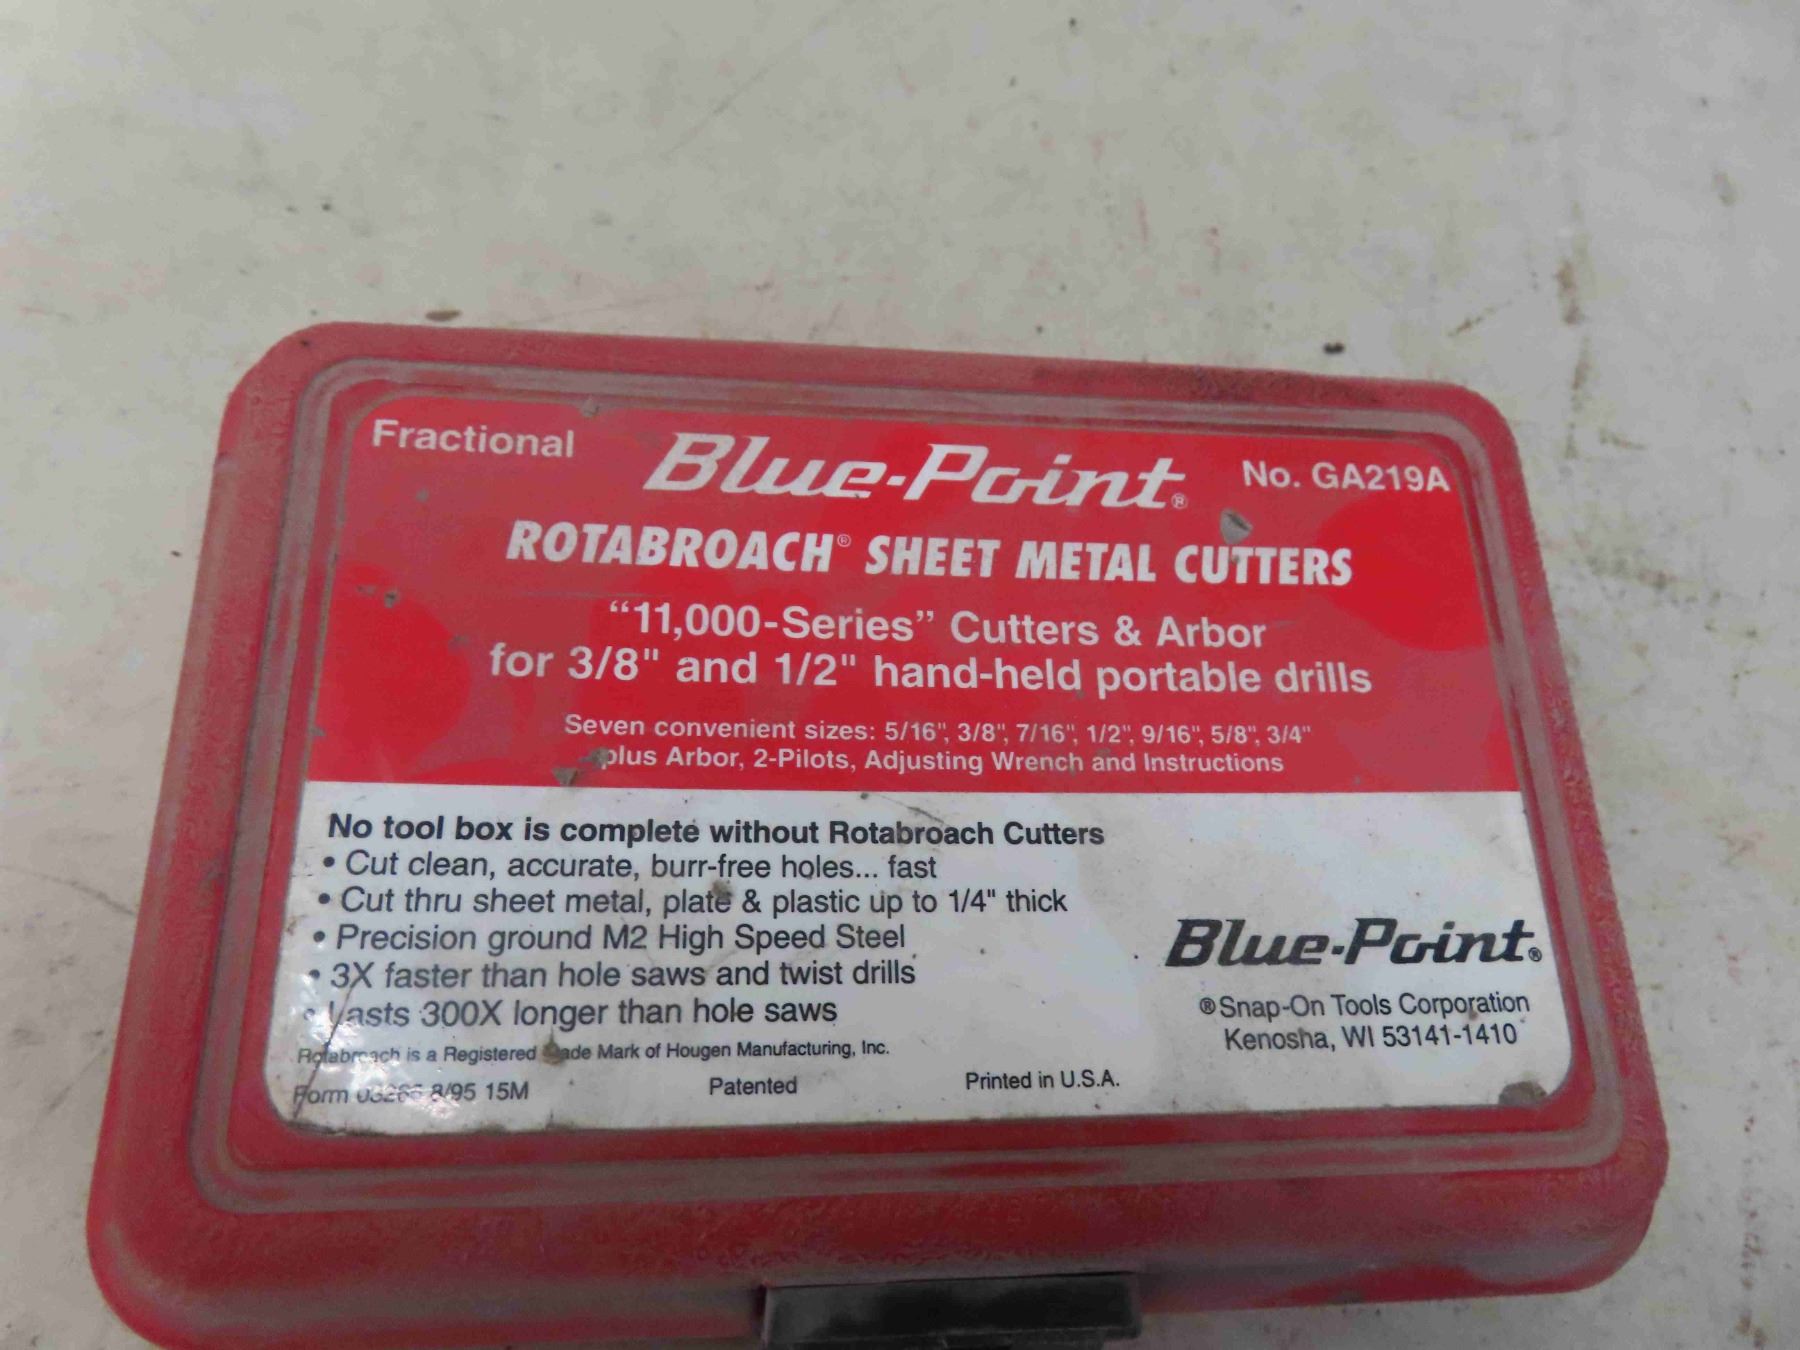 Fractional
Blue-Point®
No. GA219A
ROTABROACH® SHEET METAL CUTTERS
"11,000-Series" Cutters & Arbor
for 3/8" and 1/2" hand-held portable drills
Seven convenient sizes: 5/16", 3/8", 7/16", 1/2", 9/16", 5/8", 3/4"
plus Arbor, 2-Pilots, Adjusting Wrench and Instructions
No tool box is complete without Rotabroach Cutters
• Cut clean, accurate, burr-free holes... fast
• Cut thru sheet metal, plate & plastic up to 1/4" thick
• Precision ground M2 High Speed Steel
• 3X faster than hole saws and twist drills
• Lasts 300X longer than hole saws
Rotabroach is a Registered Trade Mark of Hougen Manufacturing, Inc.
Form 8/95 15M
Patented
Printed in U.S.A.
Blue-Point®
® Snap-On Tools Corporation
Kenosha, WI 53141-1410